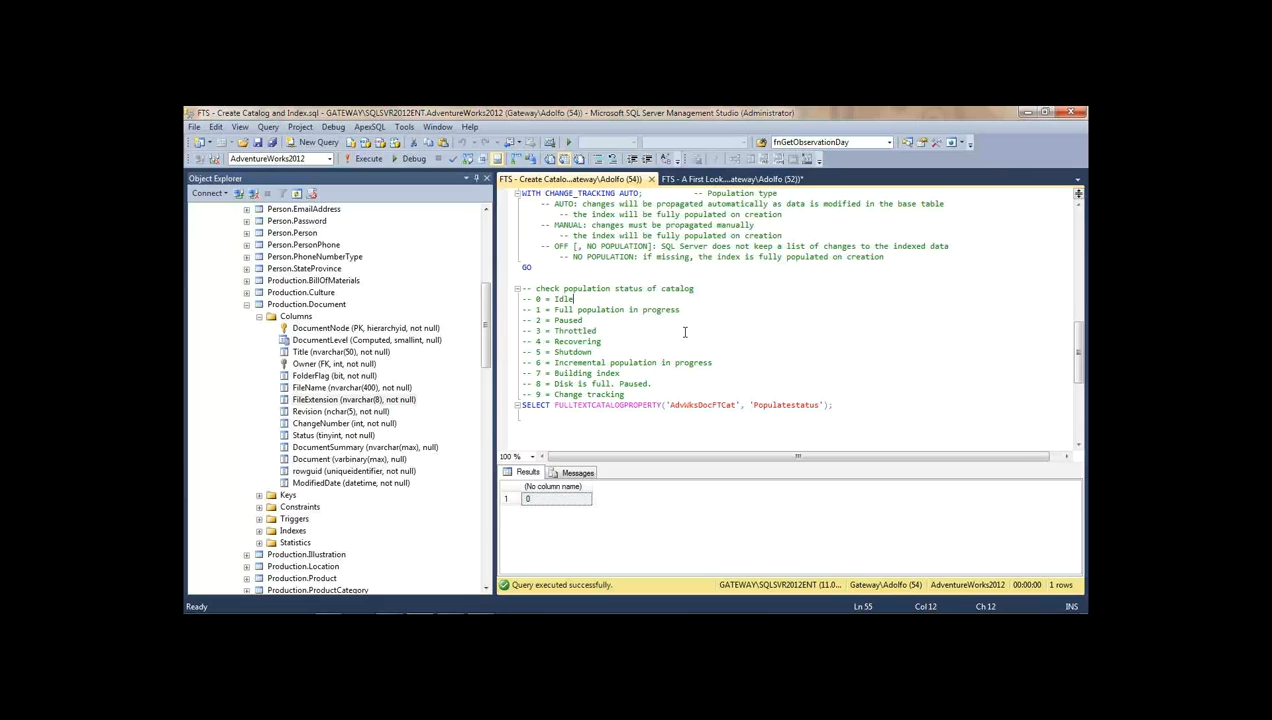 FTS - Create Catalog and Index.sql - GATEWAY\SQLSVR2012ENT.AdventureWorks2012 (Gateway\Adolfo (54)) - Microsoft SQL Server Management Studio (Administrator)
File Edit View Query Project Debug ApexSQL Tools Window Help
New Query fnGetObservationDay
AdventureWorks2012 Execute Debug
Object Explorer
FTS - Create Catalo...ateway\Adolfo (54)) FTS - A First Look....ateway\Adolfo (52))*
Connect
Person.EmailAddress
Person.Password
Person.Person
Person.PersonPhone
Person.PhoneNumberType
Person.StateProvince
Production.BillOfMaterials
Production.Culture
Production.Document
Columns
DocumentNode (PK, hierarchyid, not null)
DocumentLevel (Computed, smallint, null)
Title (nvarchar(50), not null)
Owner (FK, int, not null)
FolderFlag (bit, not null)
FileName (nvarchar(400), not null)
FileExtension (nvarchar(8), not null)
Revision (nchar(5), not null)
ChangeNumber (int, not null)
Status (tinyint, not null)
DocumentSummary (nvarchar(max), null)
Document (varbinary(max), null)
rowguid (uniqueidentifier, not null)
ModifiedDate (datetime, not null)
Keys
Constraints
Triggers
Indexes
Statistics
Production.Illustration
Production.Location
Production.Product
Production.ProductCategory
WITH CHANGE_TRACKING AUTO; -- Population type
-- AUTO: changes will be propagated automatically as data is modified in the base table
-- the index will be fully populated on creation
-- MANUAL: changes must be propagated manually
-- the index will be fully populated on creation
-- OFF [, NO POPULATION]: SQL Server does not keep a list of changes to the indexed data
-- NO POPULATION: if missing, the index is fully populated on creation
GO
-- check population status of catalog
-- 0 = Idle
-- 1 = Full population in progress
-- 2 = Paused
-- 3 = Throttled
-- 4 = Recovering
-- 5 = Shutdown
-- 6 = Incremental population in progress
-- 7 = Building index
-- 8 = Disk is full. Paused.
-- 9 = Change tracking
SELECT FULLTEXTCATALOGPROPERTY('AdvWksDocFTCat', 'Populatestatus');
100 %
Results Messages
(No column name)
1 0
Query executed successfully. GATEWAY\SQLSVR2012ENT (11.0... Gateway\Adolfo (54) AdventureWorks2012 00:00:00 1 rows
Ready Ln 55 Col 12 Ch 12 INS